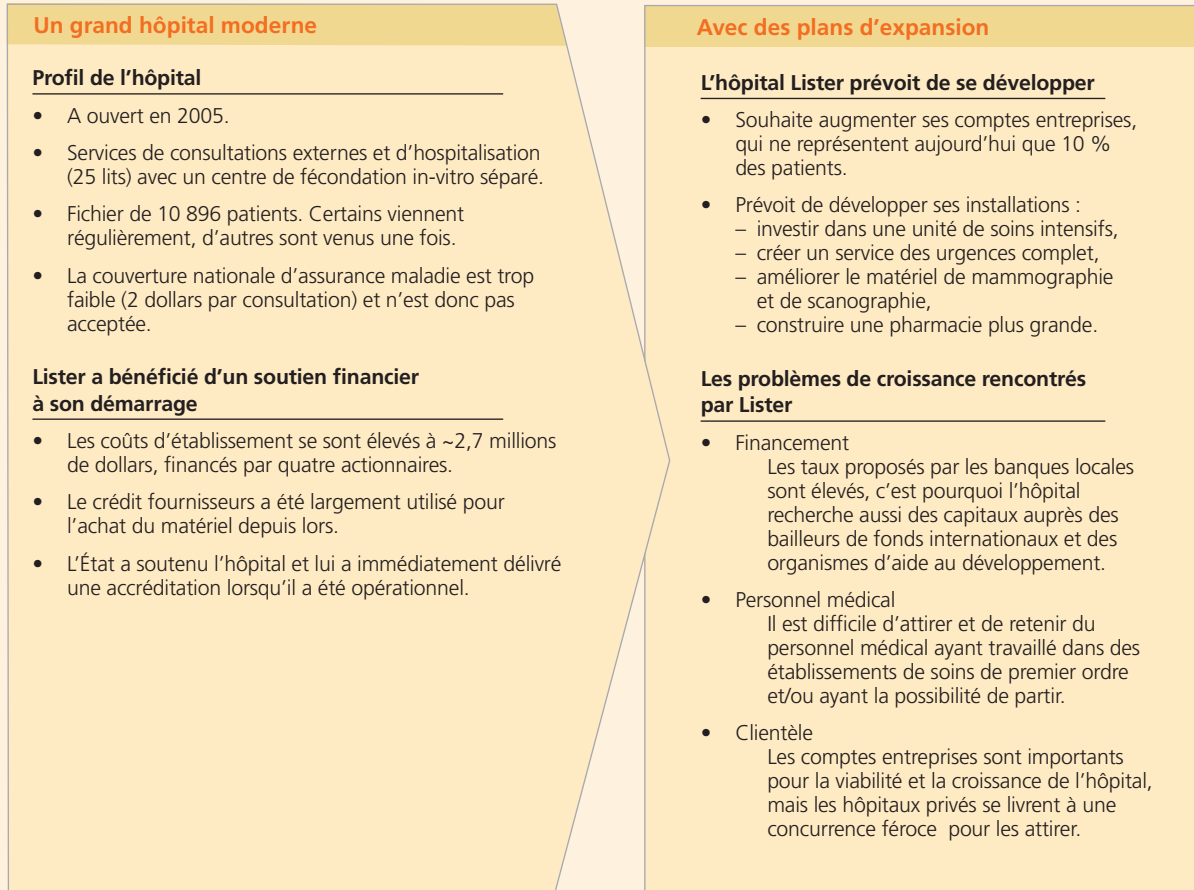 Un grand hôpital moderne
Profil de l'hôpital
• A ouvert en 2005.
• Services de consultations externes et d'hospitalisation
(25 lits) avec un centre de fécondation in-vitro séparé.
• Fichier de 10 896 patients. Certains viennent
régulièrement, d'autres sont venus une fois.
• La couverture nationale d'assurance maladie est trop
faible (2 dollars par consultation) et n'est donc pas
acceptée.
Lister a bénéficié d'un soutien financier
à son démarrage
• Les coûts d'établissement se sont élevés à ~2,7 millions
de dollars, financés par quatre actionnaires.
• Le crédit fournisseurs a été largement utilisé pour
l'achat du matériel depuis lors.
• L'État a soutenu l'hôpital et lui a immédiatement délivré
une accréditation lorsqu'il a été opérationnel.
Avec des plans d'expansion
L'hôpital Lister prévoit de se développer
• Souhaite augmenter ses comptes entreprises,
qui ne représentent aujourd'hui que 10 %
des patients.
• Prévoit de développer ses installations :
– investir dans une unité de soins intensifs,
– créer un service des urgences complet,
– améliorer le matériel de mammographie
et de scanographie,
– construire une pharmacie plus grande.
Les problèmes de croissance rencontrés
par Lister
• Financement
Les taux proposés par les banques locales
sont élevés, c'est pourquoi l'hôpital
recherche aussi des capitaux auprès des
bailleurs de fonds internationaux et des
organismes d'aide au développement.
• Personnel médical
Il est difficile d'attirer et de retenir du
personnel médical ayant travaillé dans des
établissements de soins de premier ordre
et/ou ayant la possibilité de partir.
• Clientèle
Les comptes entreprises sont importants
pour la viabilité et la croissance de l'hôpital,
mais les hôpitaux privés se livrent à une
concurrence féroce pour les attirer.